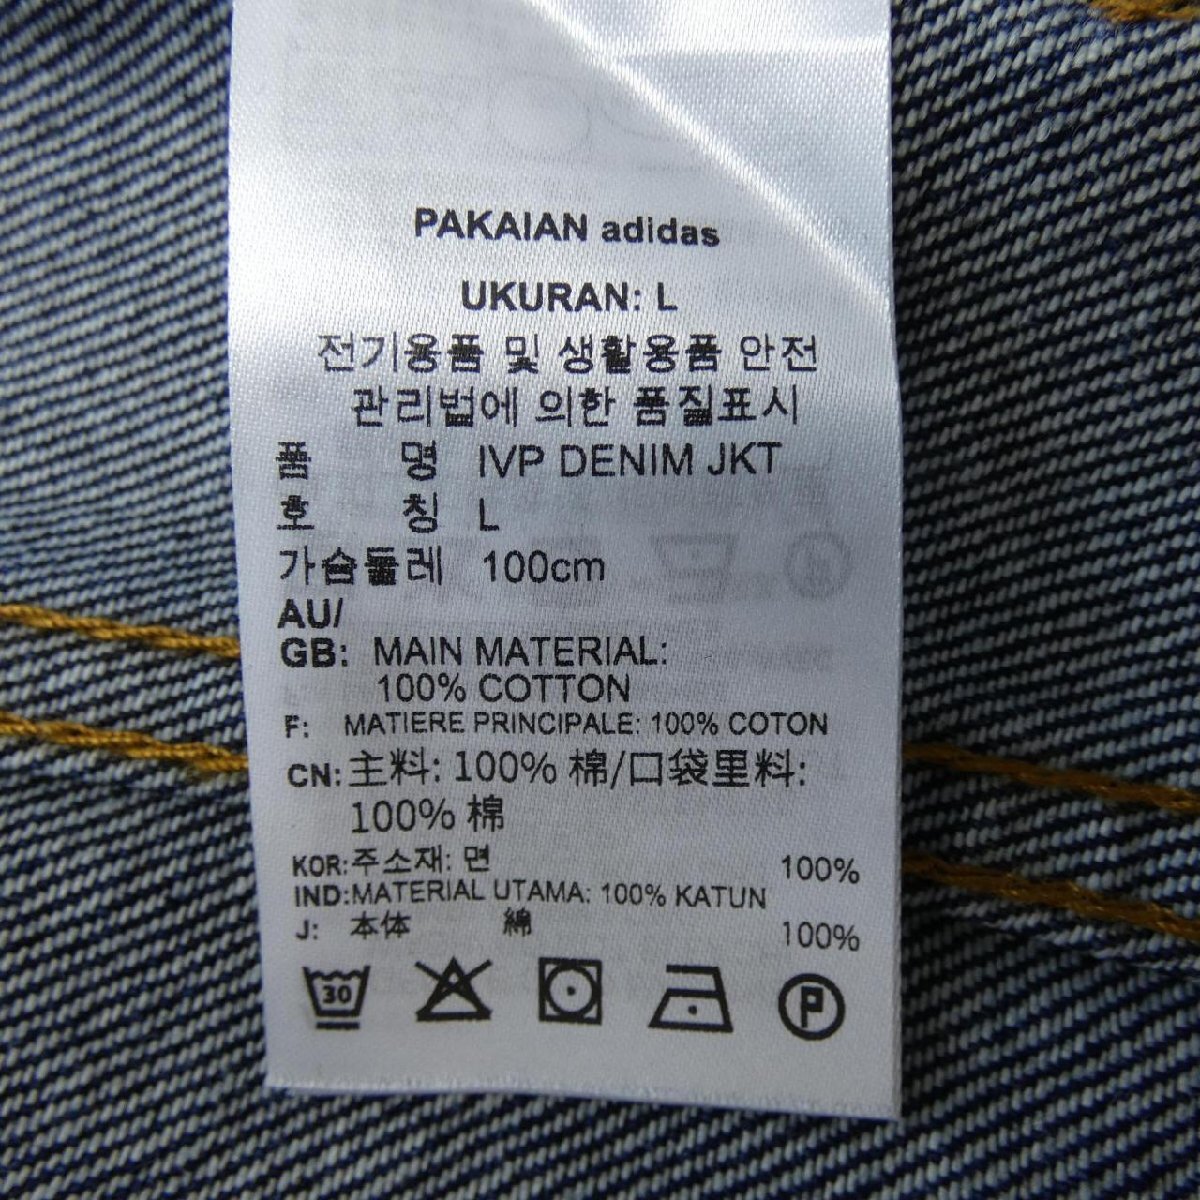 PAKAIAN adidas
UKURAN: L
전기용품 및 생활용품 안전
관리법에 의한 품질표시
품 명 IVP DENIM JKT
호 칭 L
가슴둘레 100cm
AU/
GB: MAIN MATERIAL:
100% COTTON
F: MATIERE PRINCIPALE: 100% COTON
CN: 主料: 100% 棉/口袋里料:
100% 棉
KOR: 주소재: 면 100%
IND: MATERIAL UTAMA: 100% KATUN
J: 本体 綿 100%
30 P